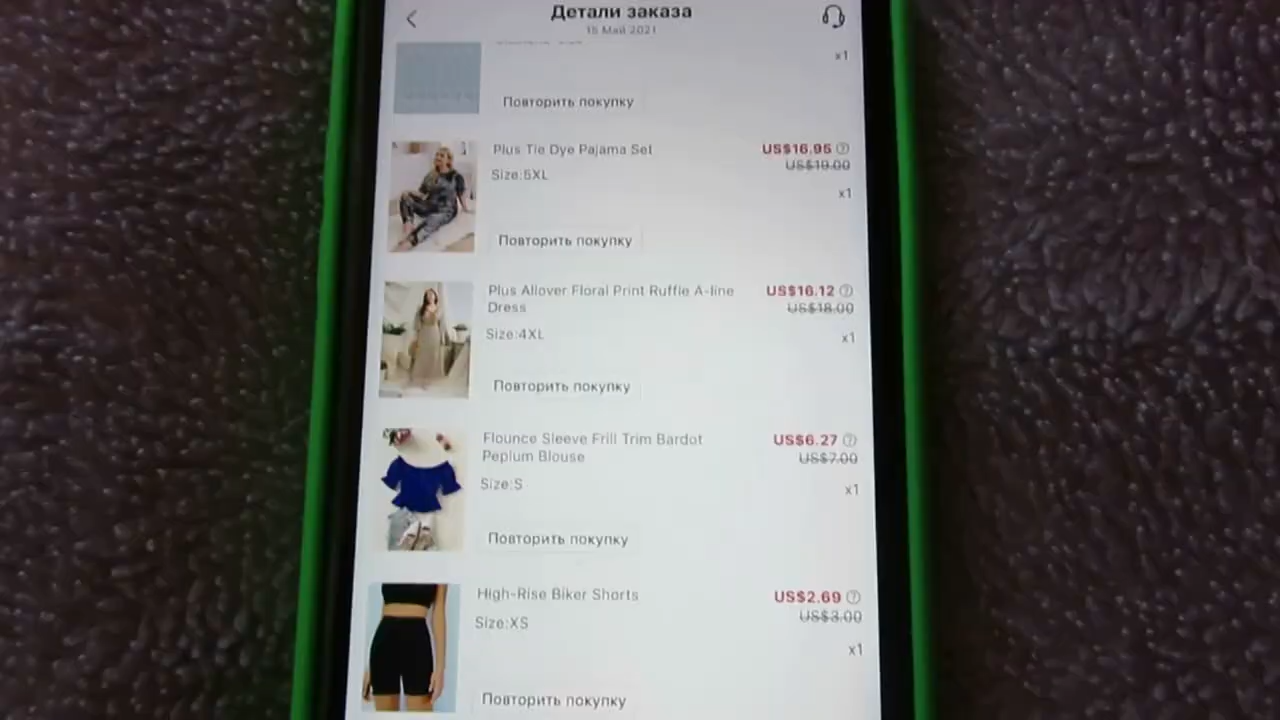 Детали заказа
15 Май 2021
x1
Повторить покупку
Plus Tie Dye Pajama Set
US$16.95
US$19.00
Size:5XL
x1
Повторить покупку
Plus Allover Floral Print Ruffle A-line
Dress
US$16.12
US$18.00
Size:4XL
x1
Повторить покупку
Flounce Sleeve Frill Trim Bardot
Peplum Blouse
US$6.27
US$7.00
Size:S
x1
Повторить покупку
High-Rise Biker Shorts
US$2.69
US$3.00
Size:XS
x1
Повторить покупку